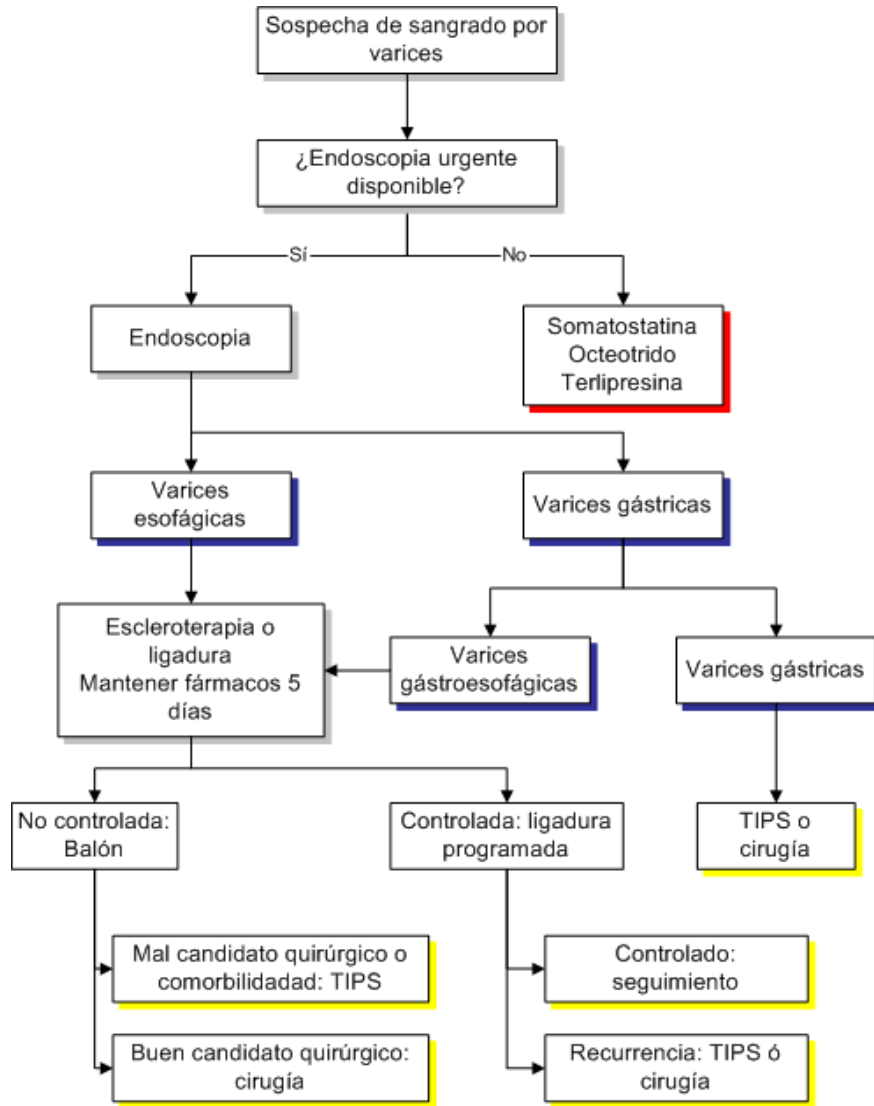 Sospecha de sangrado por
varices
¿Endoscopia urgente
disponible?
Sí
No
Endoscopia
Somatostatina
Octeotrido
Terlipresina
Varices
esofágicas
Varices gástricas
Escleroterapia o
ligadura
Mantener fármacos 5
días
Varices
gástroesofágicas
Varices gástricas
No controlada:
Balón
Controlada: ligadura
programada
TIPS o
cirugía
Mal candidato quirúrgico o
comorbilidadad: TIPS
Controlado:
seguimiento
Buen candidato quirúrgico:
cirugía
Recurrencia: TIPS ó
cirugía